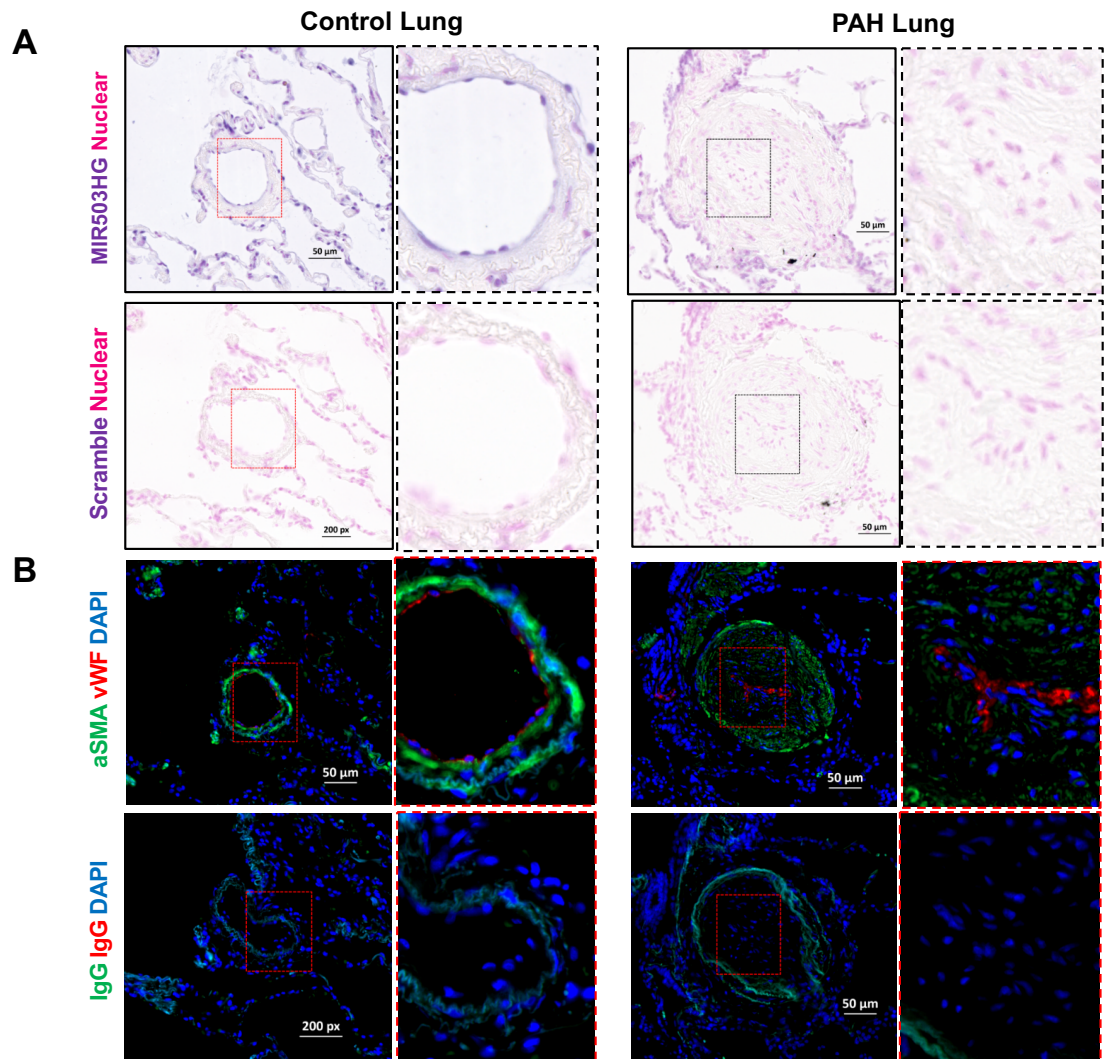 Control Lung
PAH Lung
A
MIR503HG Nuclear
50 µm
50 µm
Scramble Nuclear
200 px
50 µm
B
aSMA vWF DAPI
50 µm
50 µm
IgG IgG DAPI
200 px
50 µm